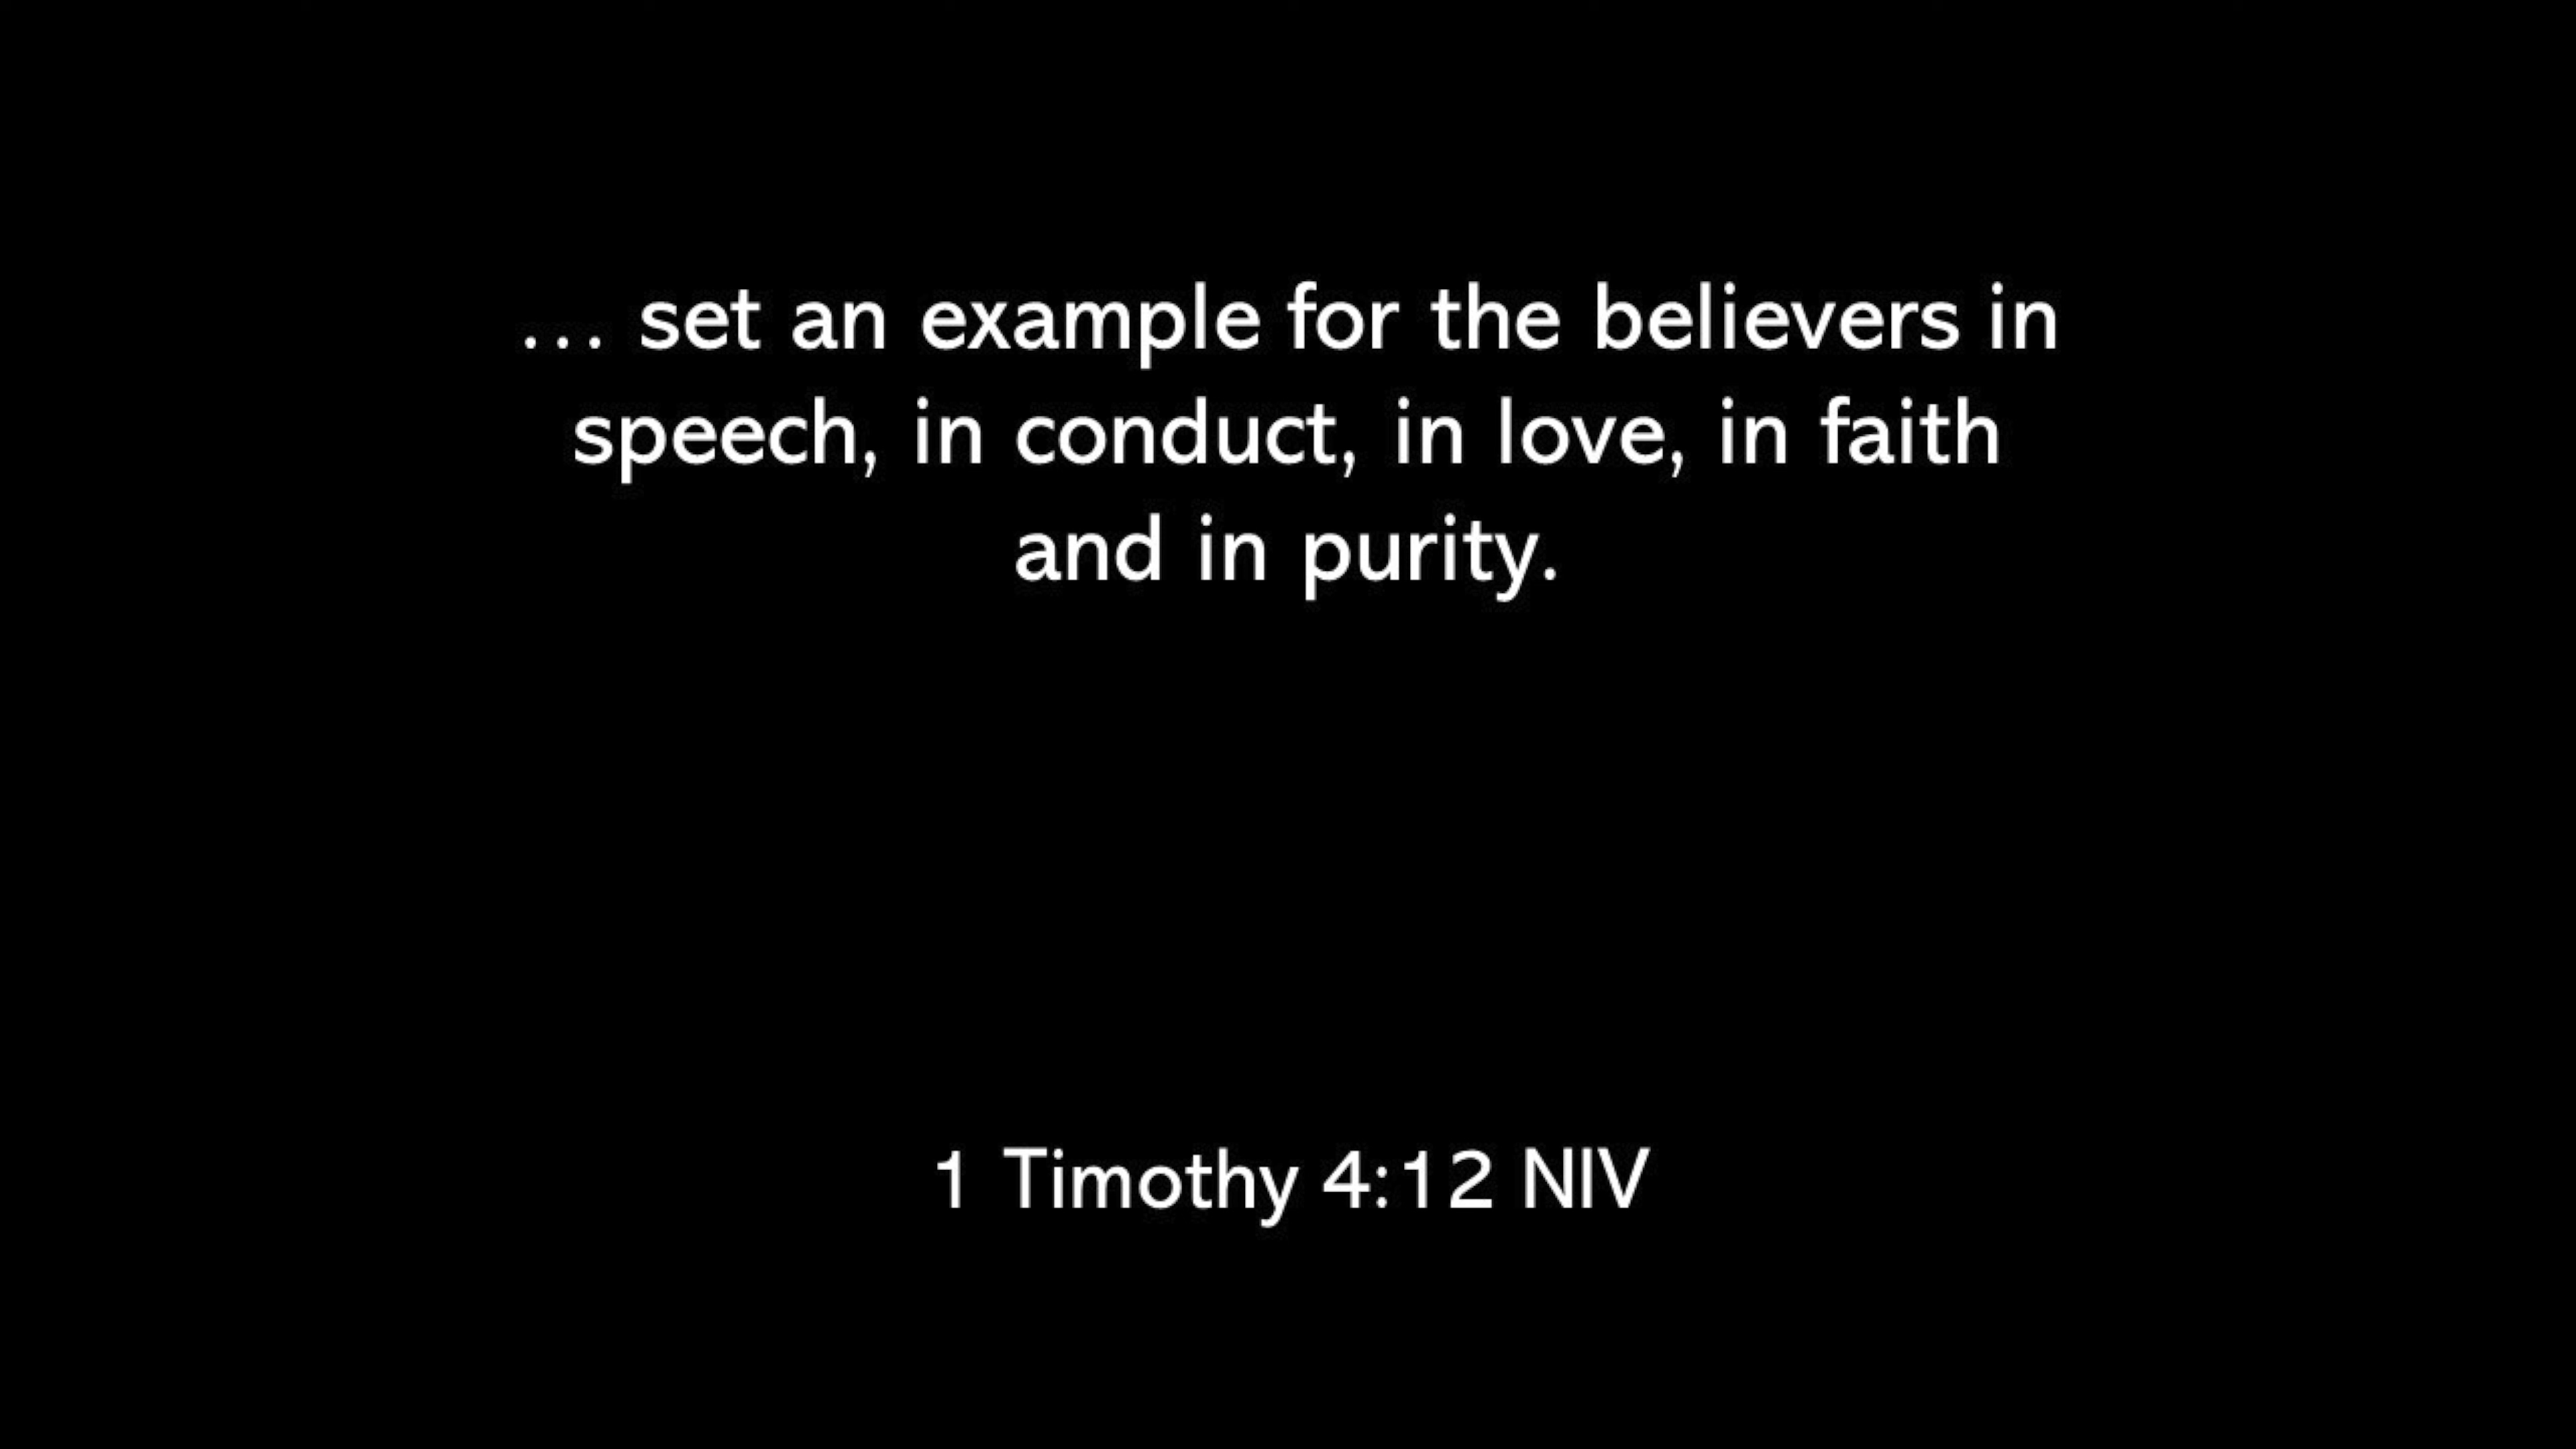 ... set an example for the believers in
speech, in conduct, in love, in faith
and in purity.
1 Timothy 4:12 NIV